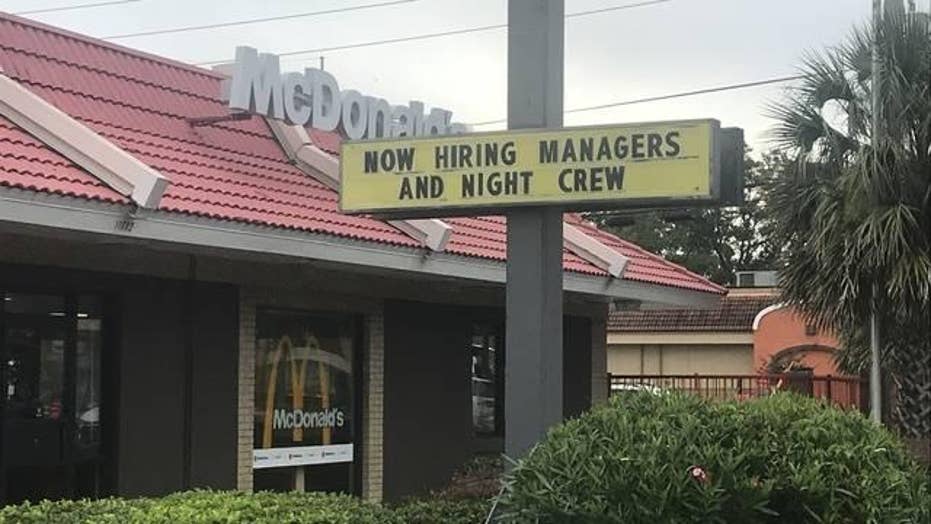 McDonald's
NOW HIRING MANAGERS
AND NIGHT CREW
McDonald's